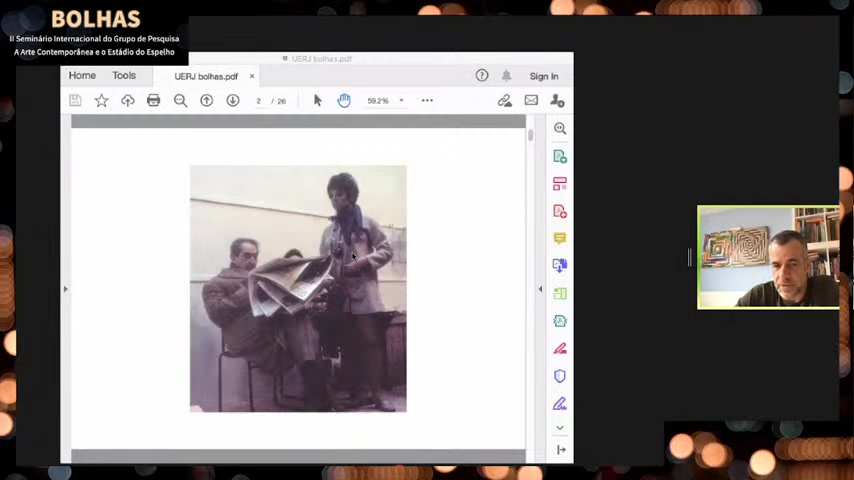 BOLHAS
II Seminário Internacional do Grupo de Pesquisa
A Arte Contemporânea e o Estádio do Espelho
UERJ bolhas.pdf
Home Tools UERJ bolhas.pdf × ? Sign In
2 / 26 59.2%